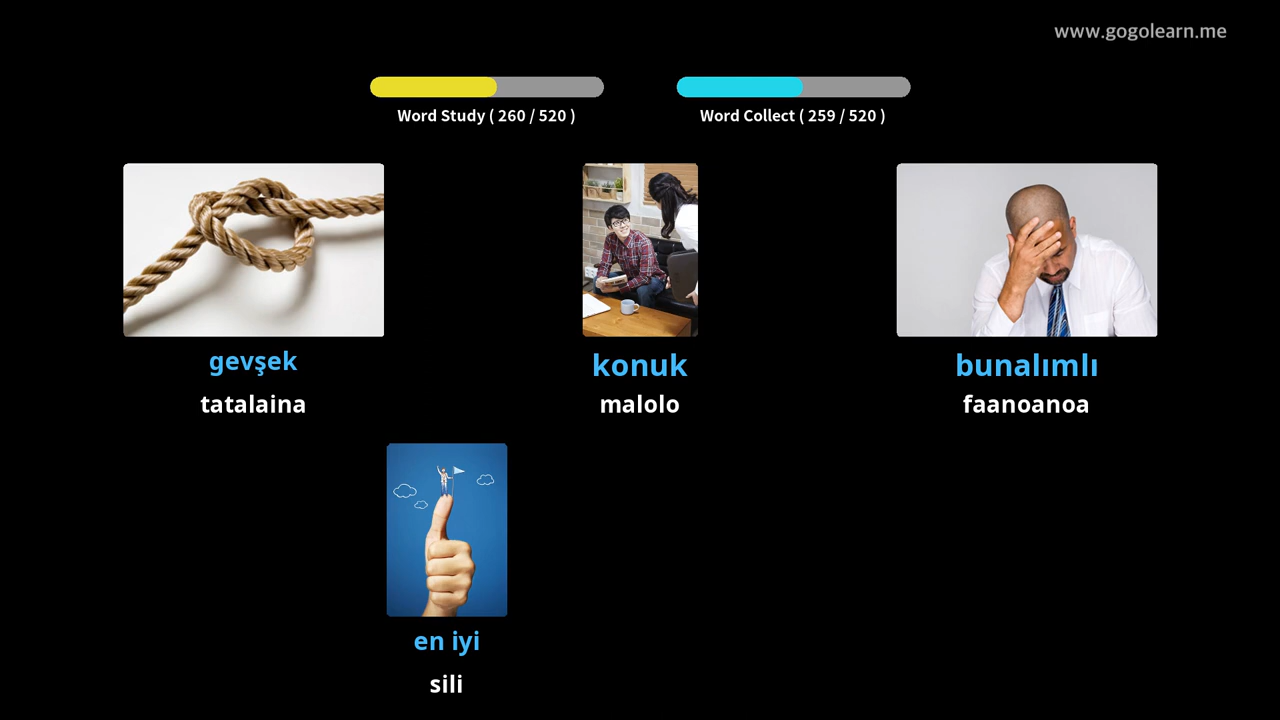 www.gogolearn.me
Word Study ( 260 / 520 )
Word Collect ( 259 / 520 )
gevşek
konuk
bunalımlı
tatalaina
malolo
faanoanoa
en iyi
sili